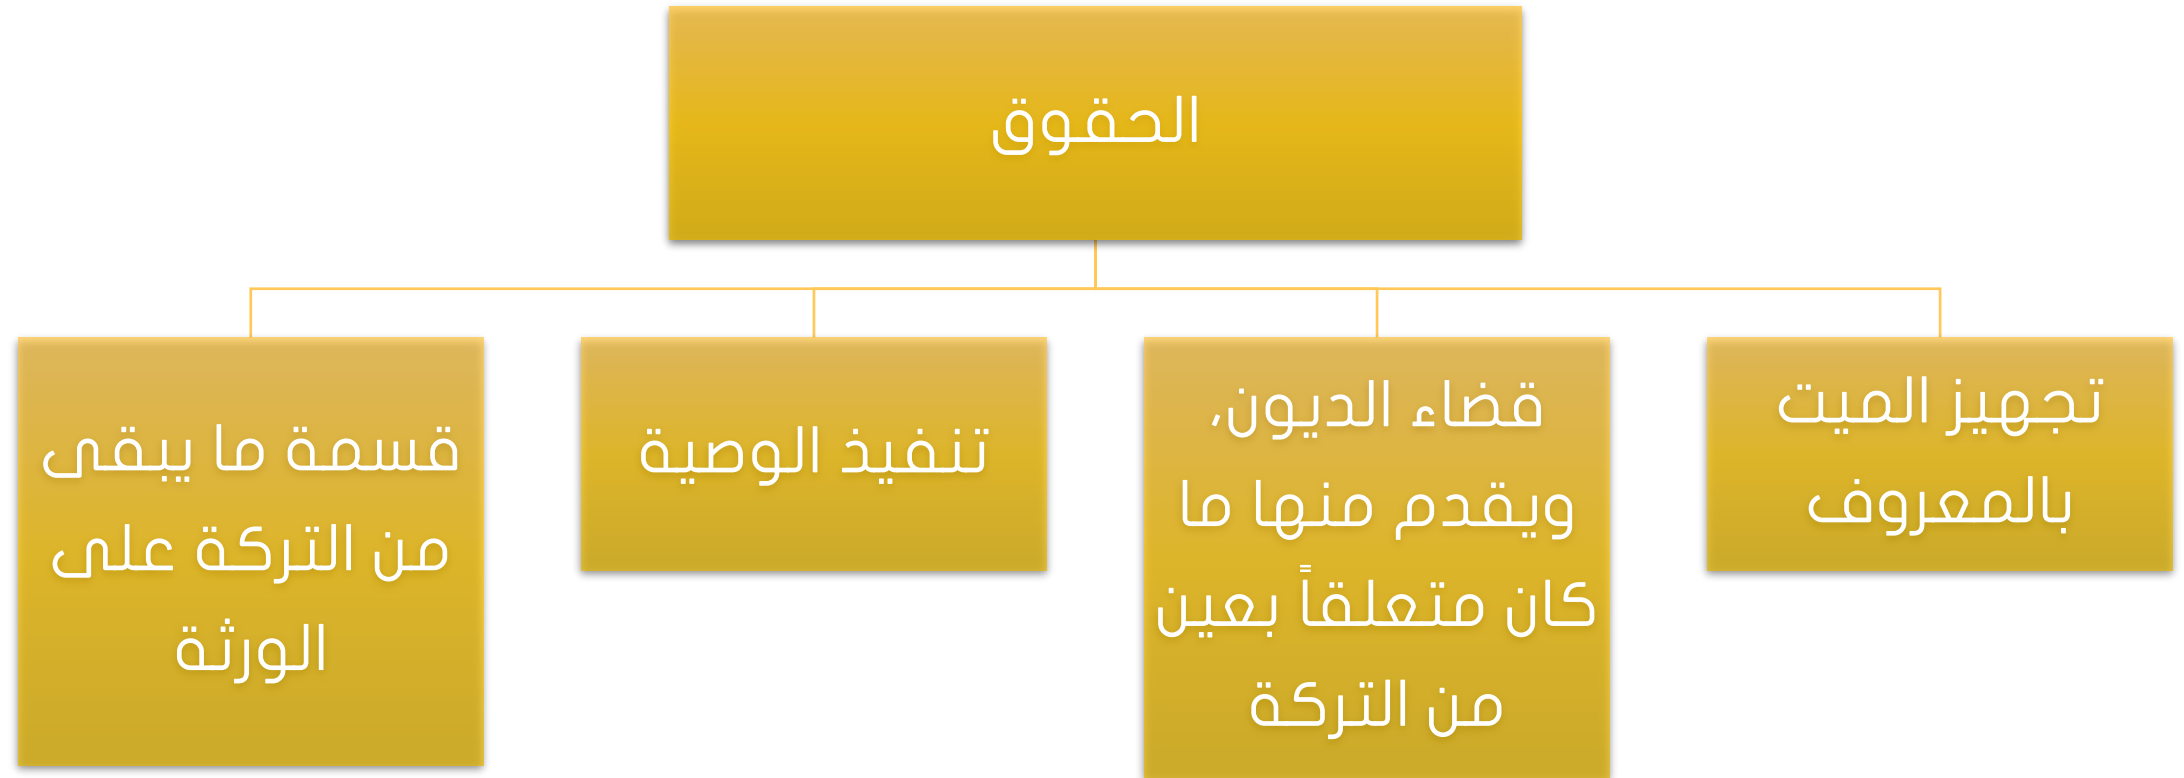 الحقوق
تجهيز الميت
بالمعروف
قضاء الديون،
ويقدم منها ما
كان متعلقاً بعين
من التركة
تنفيذ الوصية
قسمة ما يبقى
من التركة على
الورثة